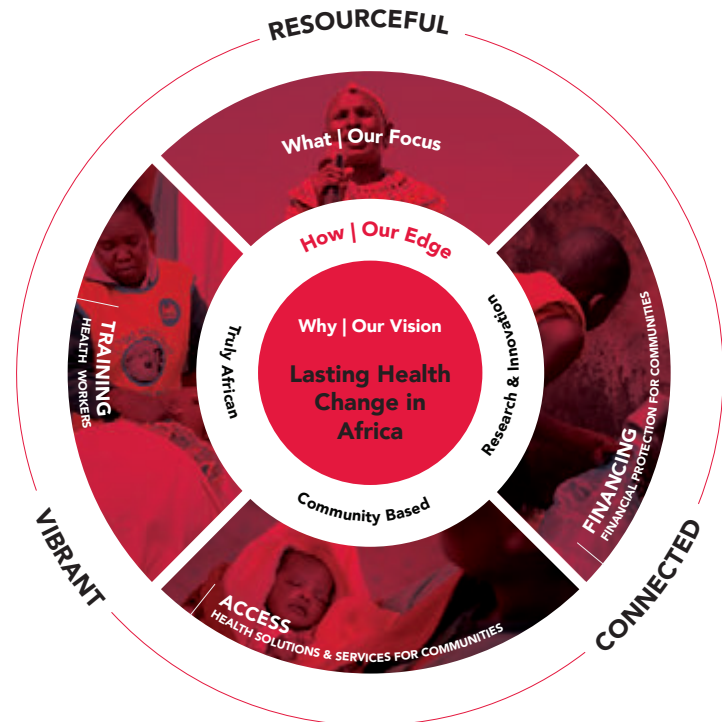 RESOURCEFUL
What | Our Focus
How | Our Edge
Why | Our Vision
Lasting Health
Change in
Africa
Truly African
Research & Innovation
Community Based
TRAINING
HEALTH WORKERS
FINANCING
FINANCIAL PROTECTION FOR COMMUNITIES
ACCESS
HEALTH SOLUTIONS & SERVICES FOR COMMUNITIES
VIBRANT
CONNECTED